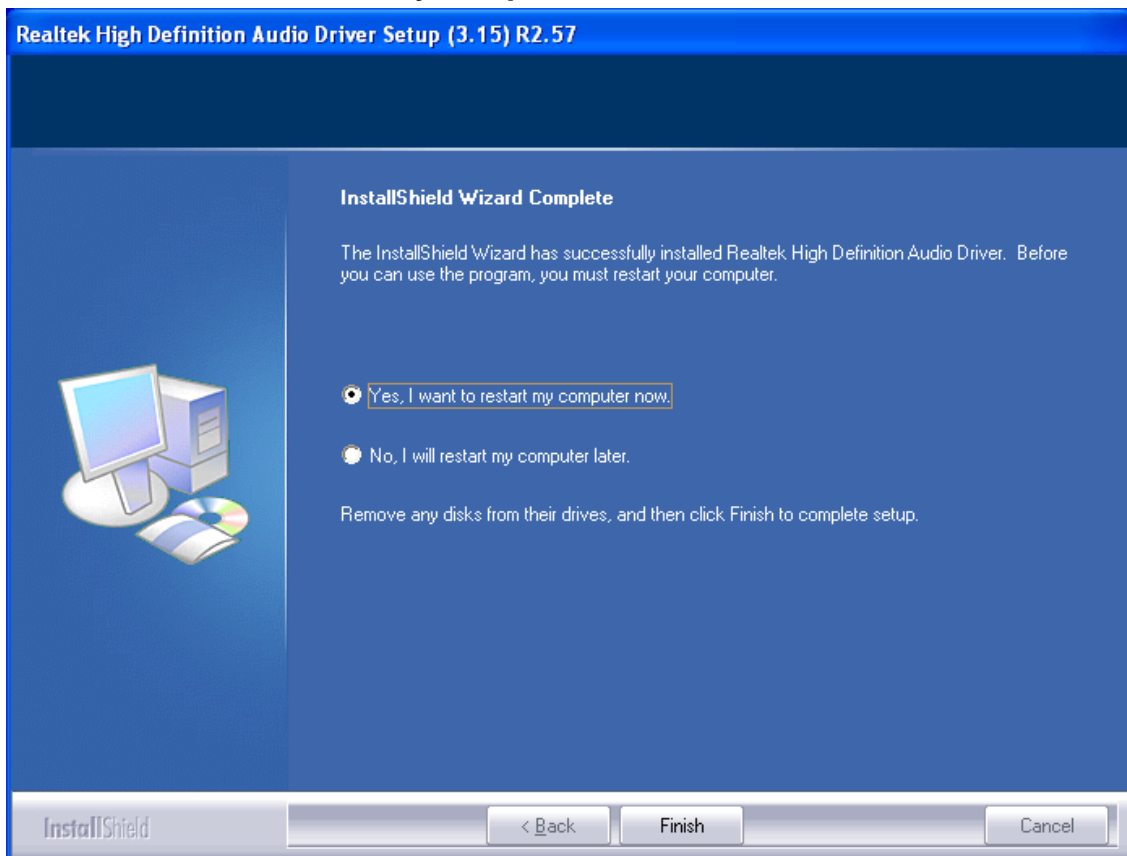 Realtek High Definition Audio Driver Setup (3.15) R2.57
InstallShield Wizard Complete
The InstallShield Wizard has successfully installed Realtek High Definition Audio Driver. Before
you can use the program, you must restart your computer.
Yes, I want to restart my computer now.
No, I will restart my computer later.
Remove any disks from their drives, and then click Finish to complete setup.
InstallShield
< Back
Finish
Cancel